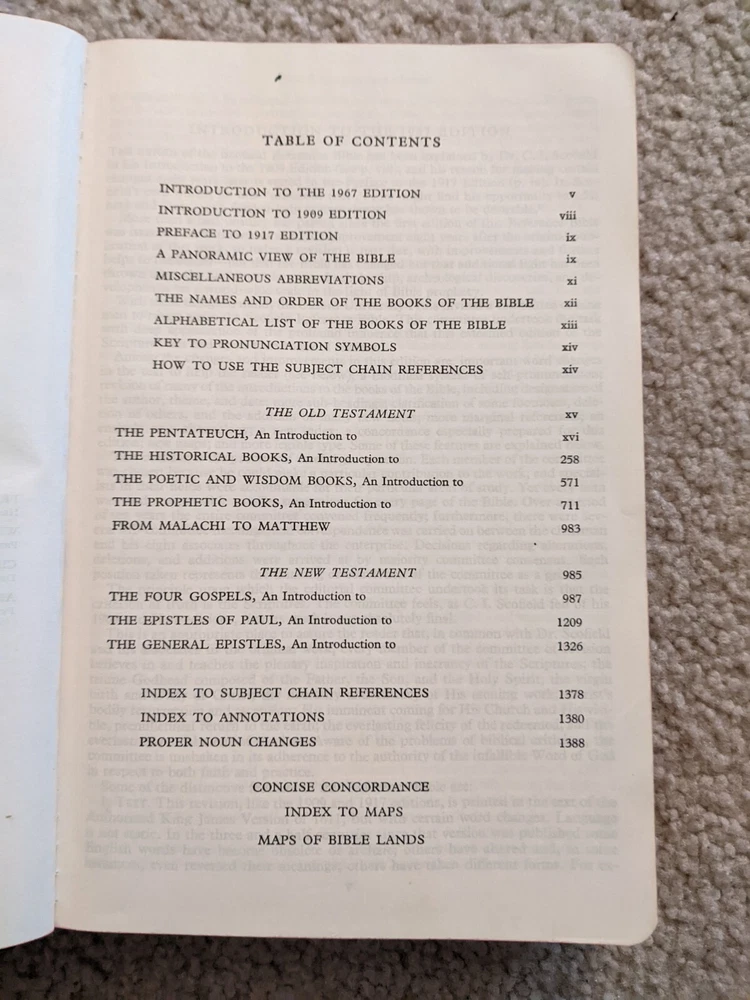 TABLE OF CONTENTS
INTRODUCTION TO THE 1967 EDITION v
INTRODUCTION TO 1909 EDITION viii
PREFACE TO 1917 EDITION ix
A PANORAMIC VIEW OF THE BIBLE ix
MISCELLANEOUS ABBREVIATIONS xi
THE NAMES AND ORDER OF THE BOOKS OF THE BIBLE xii
ALPHABETICAL LIST OF THE BOOKS OF THE BIBLE xiii
KEY TO PRONUNCIATION SYMBOLS xiv
HOW TO USE THE SUBJECT CHAIN REFERENCES xiv
THE OLD TESTAMENT xv
THE PENTATEUCH, An Introduction to xvi
THE HISTORICAL BOOKS, An Introduction to 258
THE POETIC AND WISDOM BOOKS, An Introduction to 571
THE PROPHETIC BOOKS, An Introduction to 711
FROM MALACHI TO MATTHEW 983
THE NEW TESTAMENT 985
THE FOUR GOSPELS, An Introduction to 987
THE EPISTLES OF PAUL, An Introduction to 1209
THE GENERAL EPISTLES, An Introduction to 1326
INDEX TO SUBJECT CHAIN REFERENCES 1378
INDEX TO ANNOTATIONS 1380
PROPER NOUN CHANGES 1388
CONCISE CONCORDANCE
INDEX TO MAPS
MAPS OF BIBLE LANDS